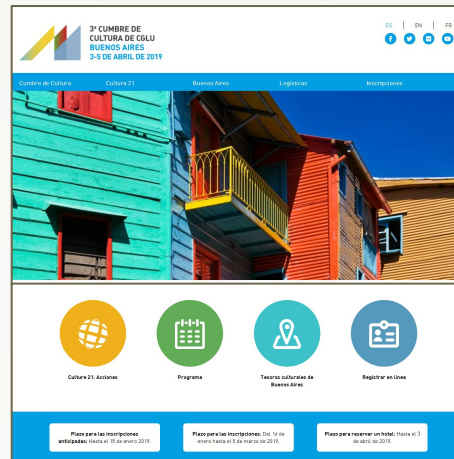 3ª CUMBRE DE
CULTURA DE CGLU
BUENOS AIRES
3-5 DE ABRIL DE 2019
ES | EN | FR
Cumbre de Cultura Cultura 21 Buenos Aires Logísticas Inscripciones
Culture 21: Acciones Programa Tesoros culturales de Registrar en línea
Buenos Aires
Plazo para las inscripciones Plazo para las inscripciones: Del 16 de Plazo para reservar un hotel: Hasta el 3
anticipadas: Hasta el 15 de enero 2019. enero hasta el 5 de marzo de 2019. de abril de 2019.